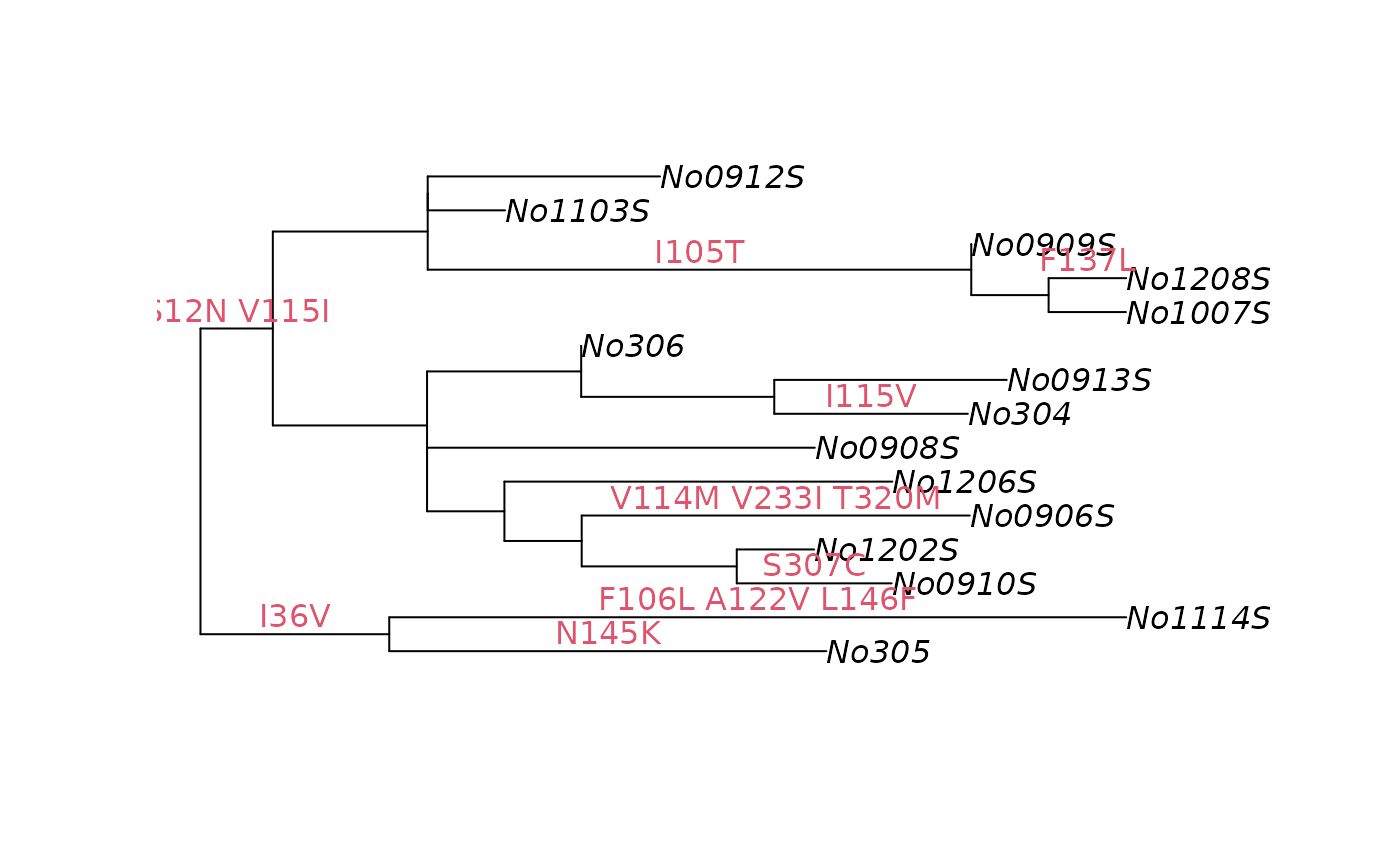 No0912S
No1103S
No0909S
I105T
F137L
No1208S
No1007S
V115I
No306
No0913S
I115V
No304
No0908S
No1206S
V114M V233I T320M
No0906S
No1202S
S307C
No0910S
F106L A122V L146F
I36V
No1114S
N145K
No305